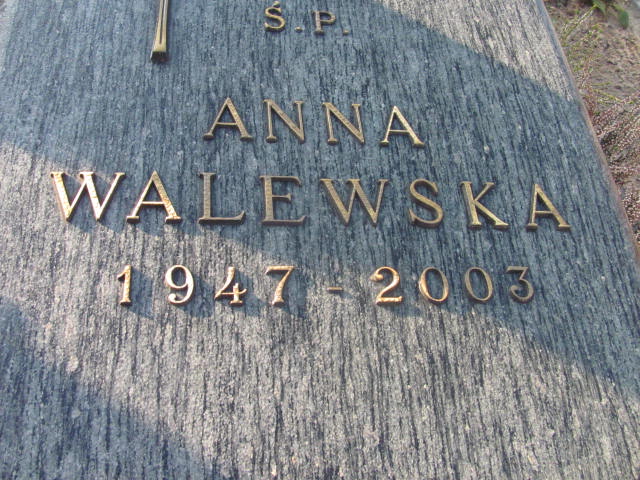 Ś.P.
ANNA
WALEWSKA
1947-2003